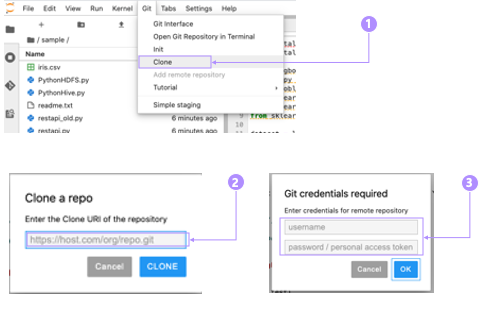 File Edit View Run Kernel Git Tabs Settings Help
1
Git Interface
Open Git Repository in Terminal
Init
Clone
Add remote repository
Tutorial
Simple staging
/ sample /
Name
iris.csv
PythonHDFS.py
PythonHive.py
readme.txt
restapi_old.py 6 minutes ago
restapi.py 6 minutes ago
9
10
2
Clone a repo
Enter the Clone URI of the repository
https://host.com/org/repo.git
Cancel CLONE
3
Git credentials required
Enter credentials for remote repository
username
password / personal access token
Cancel OK